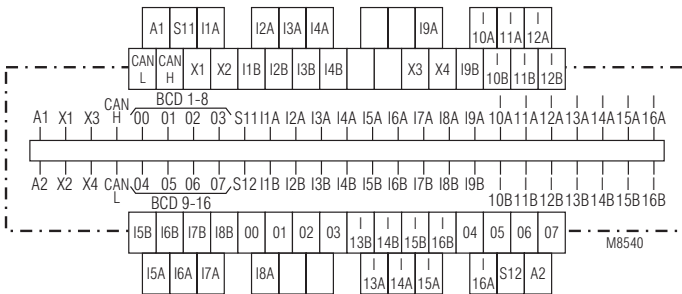 A1 S11 I1A I2A I3A I4A I9A I 10A I 11A I 12A
CAN L CAN H X1 X2 I1B I2B I3B I4B X3 X4 I9B I 10B I 11B I 12B
BCD 1-8
A1 X1 X3 CAN H 00 01 02 03 S11 I1A I2A I3A I4A I5A I6A I7A I8A I9A I 10A I 11A I 12A I 13A I 14A I 15A I 16A
A2 X2 X4 CAN L 04 05 06 07 S12 I1B I2B I3B I4B I5B I6B I7B I8B I9B I 10B I 11B I 12B I 13B I 14B I 15B I 16B
BCD 9-16
I5B I6B I7B I8B 00 01 02 03 I 13B I 14B I 15B I 16B 04 05 06 07
M8540
I5A I6A I7A I8A I 13A I 14A I 15A I 16A S12 A2